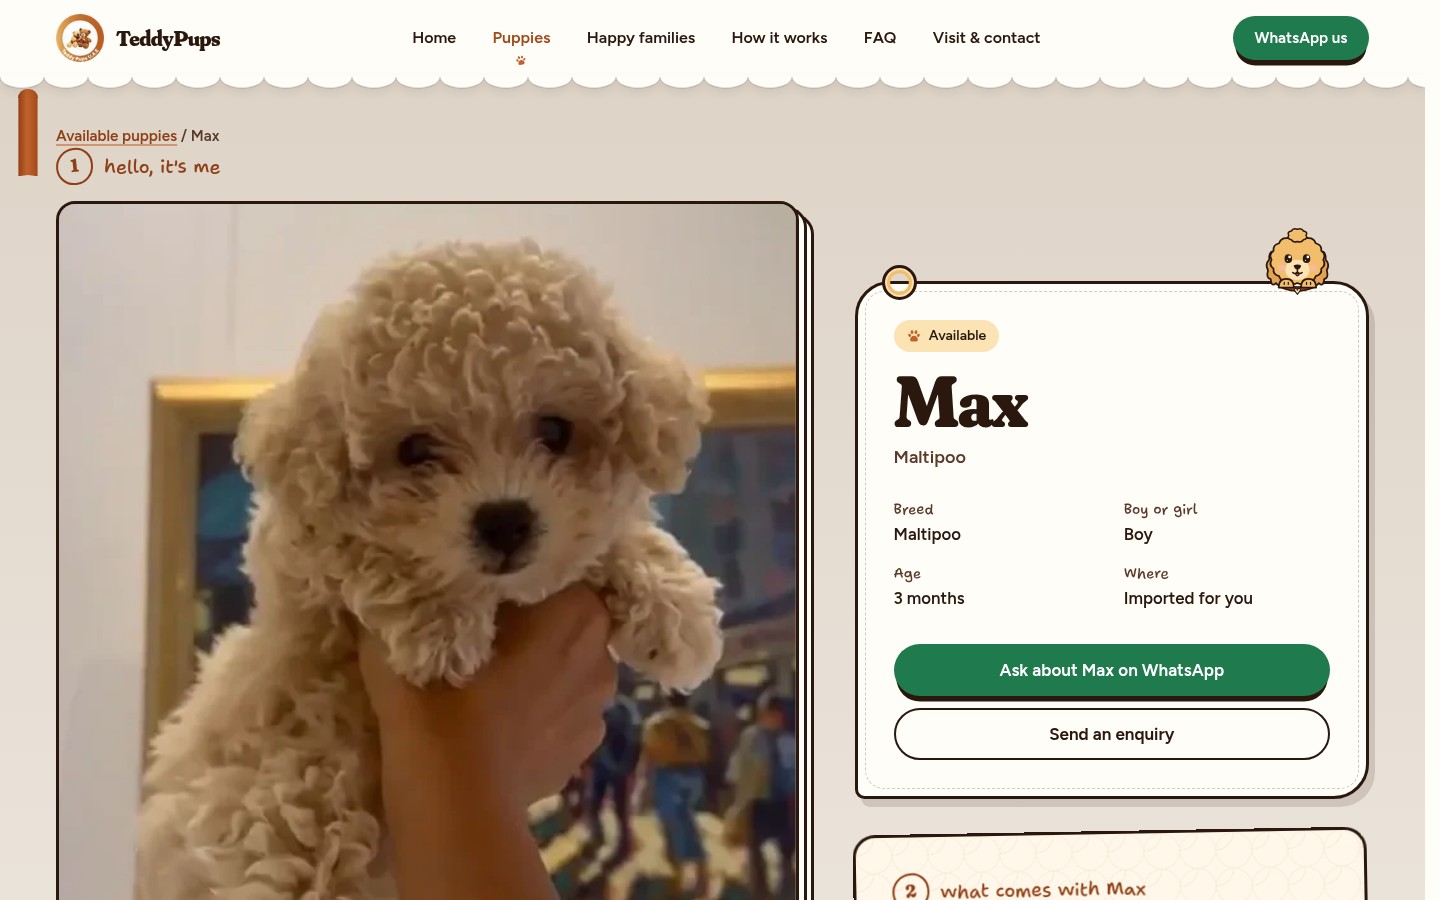 TeddyPups
Home
Puppies
Happy families
How it works
FAQ
Visit & contact
WhatsApp us
Available puppies / Max
1 hello, it's me
Available
Max
Maltipoo
Breed
Maltipoo
Boy or girl
Boy
Age
3 months
Where
Imported for you
Ask about Max on WhatsApp
Send an enquiry
2 what comes with Max